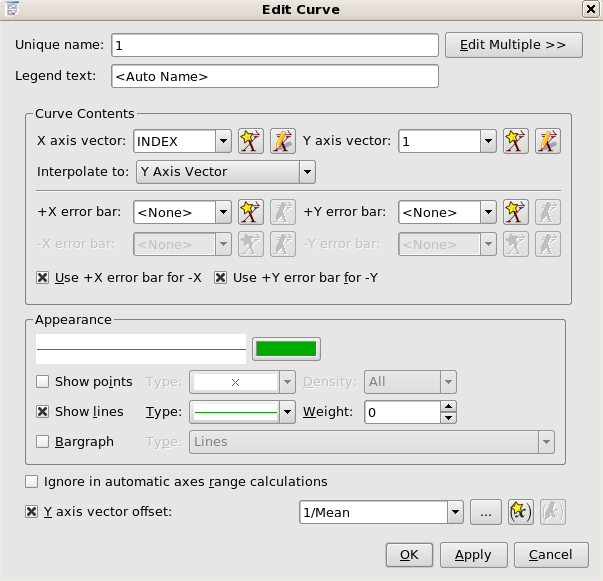 Edit Curve
Unique name: 1 Edit Multiple >>
Legend text: <Auto Name>
Curve Contents
X axis vector: INDEX Y axis vector: 1
Interpolate to: Y Axis Vector
+X error bar: <None> +Y error bar: <None>
-X error bar: <None> -Y error bar: <None>
Use +X error bar for -X Use +Y error bar for -Y
Appearance
Show points Type: Density: All
Show lines Type: Weight: 0
Bargraph Type: Lines
Ignore in automatic axes range calculations
Y axis vector offset: 1/Mean ...
OK Apply Cancel